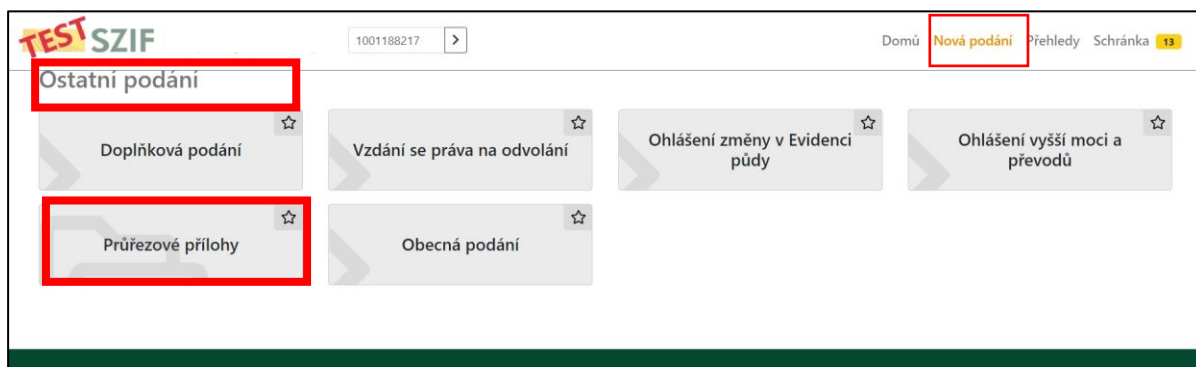 TEST SZIF
1001188217
Domů Nová podání Přehledy Schránka 13
Ostatní podání
Doplňková podání
Vzdání se práva na odvolání
Ohlášení změny v Evidenci
půdy
Ohlášení vyšší moci a
převodů
Průřezové přílohy
Obecná podání